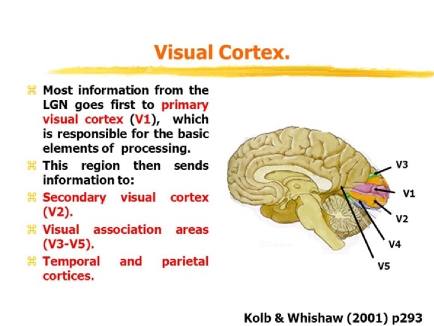 Visual Cortex.
Most information from the
LGN goes first to primary
visual cortex (V1), which
is responsible for the basic
elements of processing.
This region then sends
information to:
Secondary visual cortex
(V2).
Visual association areas
(V3-V5).
Temporal and parietal
cortices.
V3
V1
V2
V4
V5
Kolb & Whishaw (2001) p293